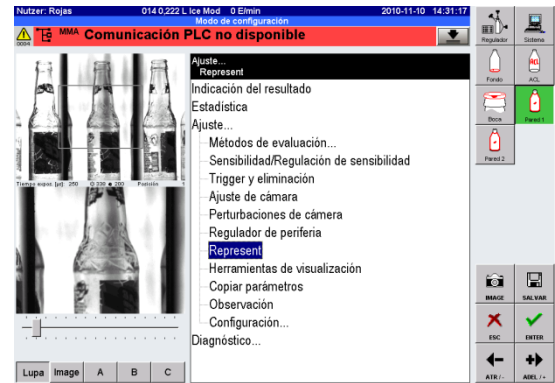 Nutzer: Rojas 014 0,222 L Ice Mod 0 E/min 2010-11-10 14:31:17
Modo de configuración
MMA Comunicación PLC no disponible
Ajuste...
Represent
Indicación del resultado
Estadística
Ajuste...
Métodos de evaluación...
Sensibilidad/Regulación de sensibilidad
Trigger y eliminación
Ajuste de cámara
Perturbaciones de cámera
Regulador de periferia
Represent
Herramientas de visualización
Copiar parámetros
Observación
Configuración...
Diagnóstico...
Lupa Image A B C
Regulador Sistema
Fondo ACL
Boca Pared 1
Pared 2
IMAGE SALVAR
ESC ENTER
ATR / - ADEL / +